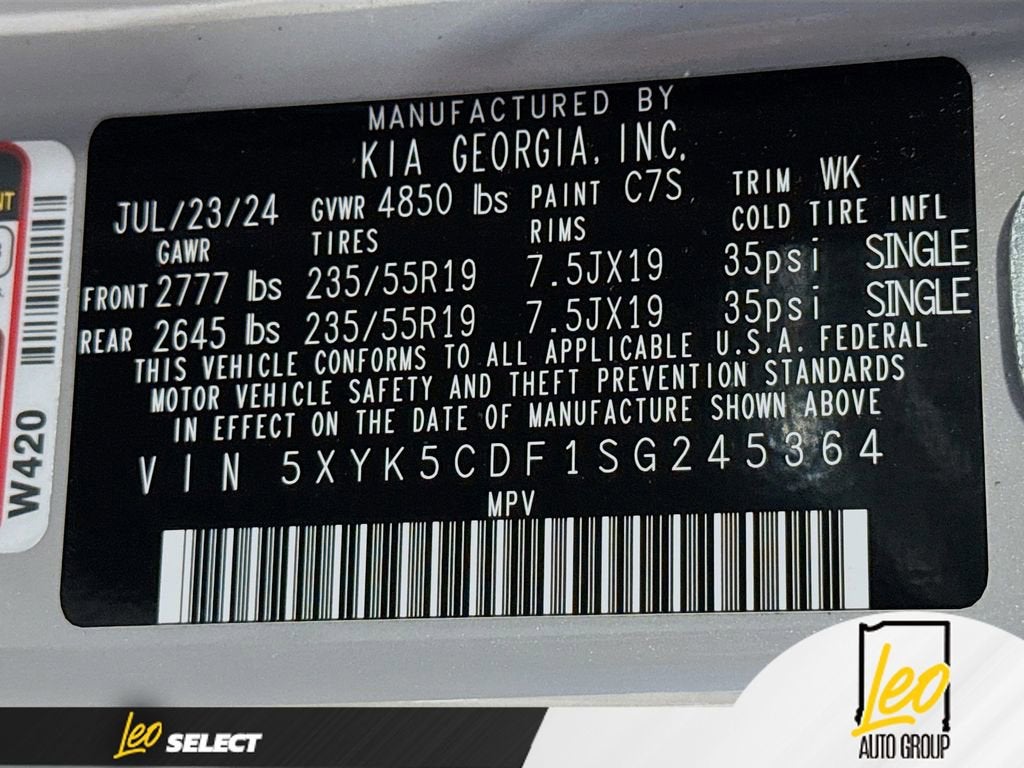 MANUFACTURED BY
KIA GEORGIA, INC.
JUL/23/24 GVWR 4850 lbs PAINT C7S TRIM WK
GAWR TIRES RIMS COLD TIRE INFL
FRONT 2777 lbs 235/55R19 7.5JX19 35psi SINGLE
REAR 2645 lbs 235/55R19 7.5JX19 35psi SINGLE
THIS VEHICLE CONFORMS TO ALL APPLICABLE U.S.A. FEDERAL
MOTOR VEHICLE SAFETY AND THEFT PREVENTION STANDARDS
IN EFFECT ON THE DATE OF MANUFACTURE SHOWN ABOVE
VIN 5XYK5CDF1SG245364
MPV
W420
Leo SELECT
Leo
AUTO GROUP